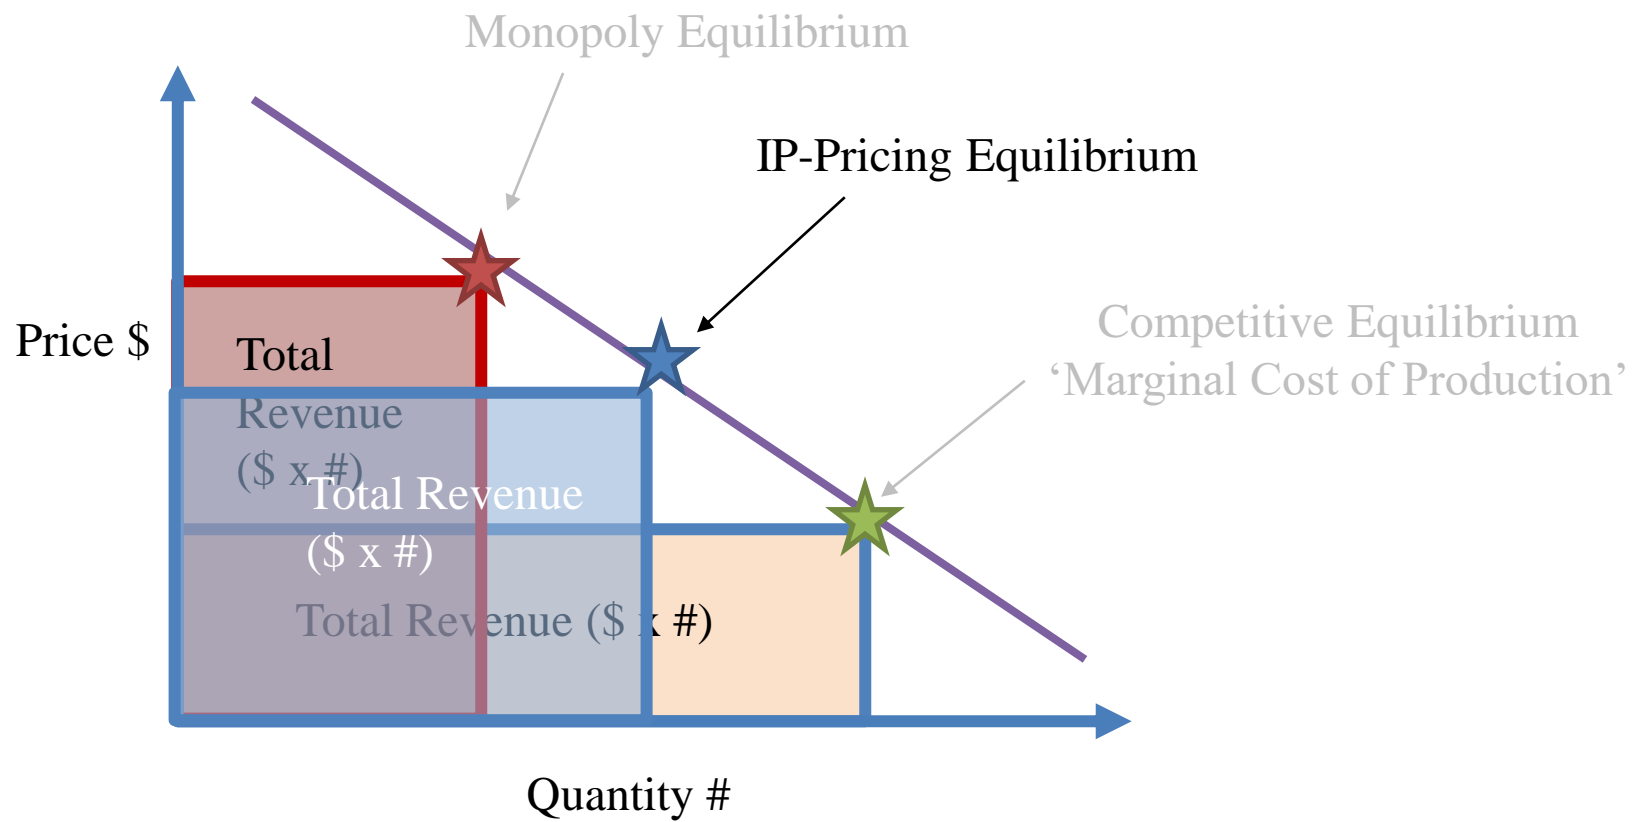 Monopoly Equilibrium
IP-Pricing Equilibrium
Competitive Equilibrium
‘Marginal Cost of Production’
Price $
Total
Revenue
($ x #)
Total Revenue
($ x #)
Total Revenue ($ x #)
Quantity #